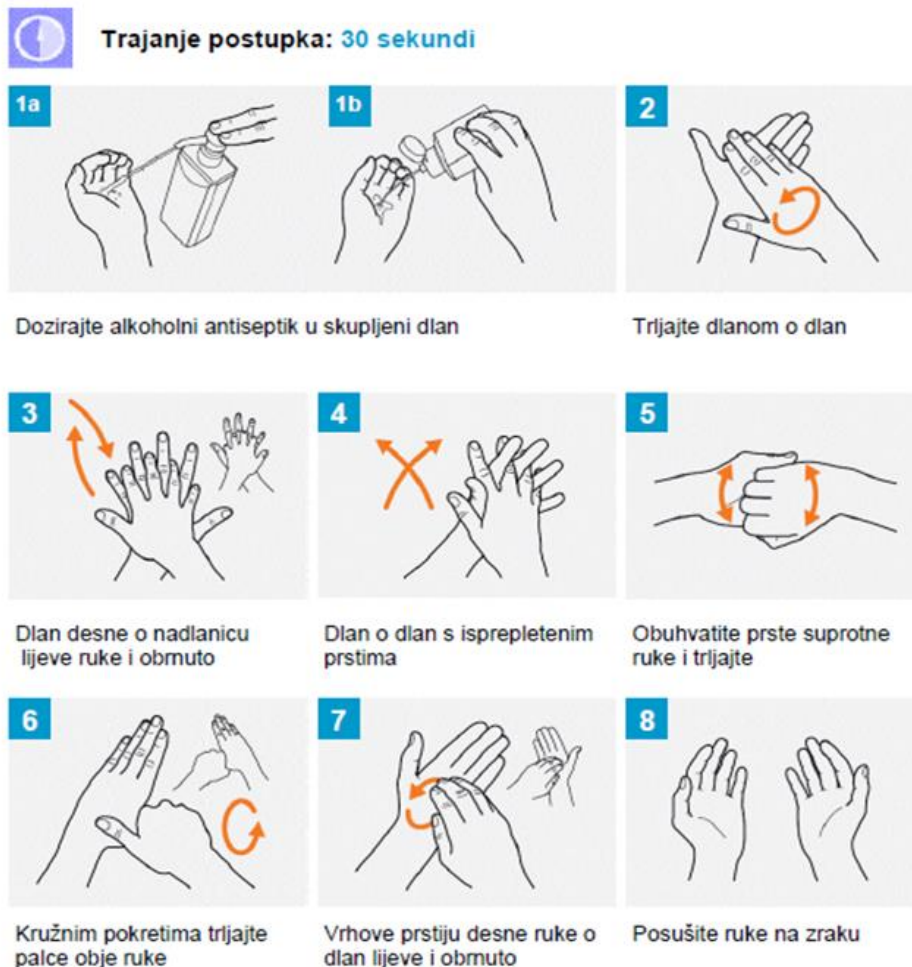 Trajanje postupka: 30 sekundi
1a
1b
2
Dozirajte alkoholni antiseptik u skupljeni dlan
Trljajte dlanom o dlan
3
4
5
Dlan desne o nadlanicu
lijeve ruke i obrnuto
Dlan o dlan s isprepletenim
prstima
Obuhvatite prste suprotne
ruke i trljajte
6
7
8
Kružnim pokretima trljajte
palce obje ruke
Vrhove prstiju desne ruke o
dlan lijeve i obrnuto
Posušite ruke na zraku